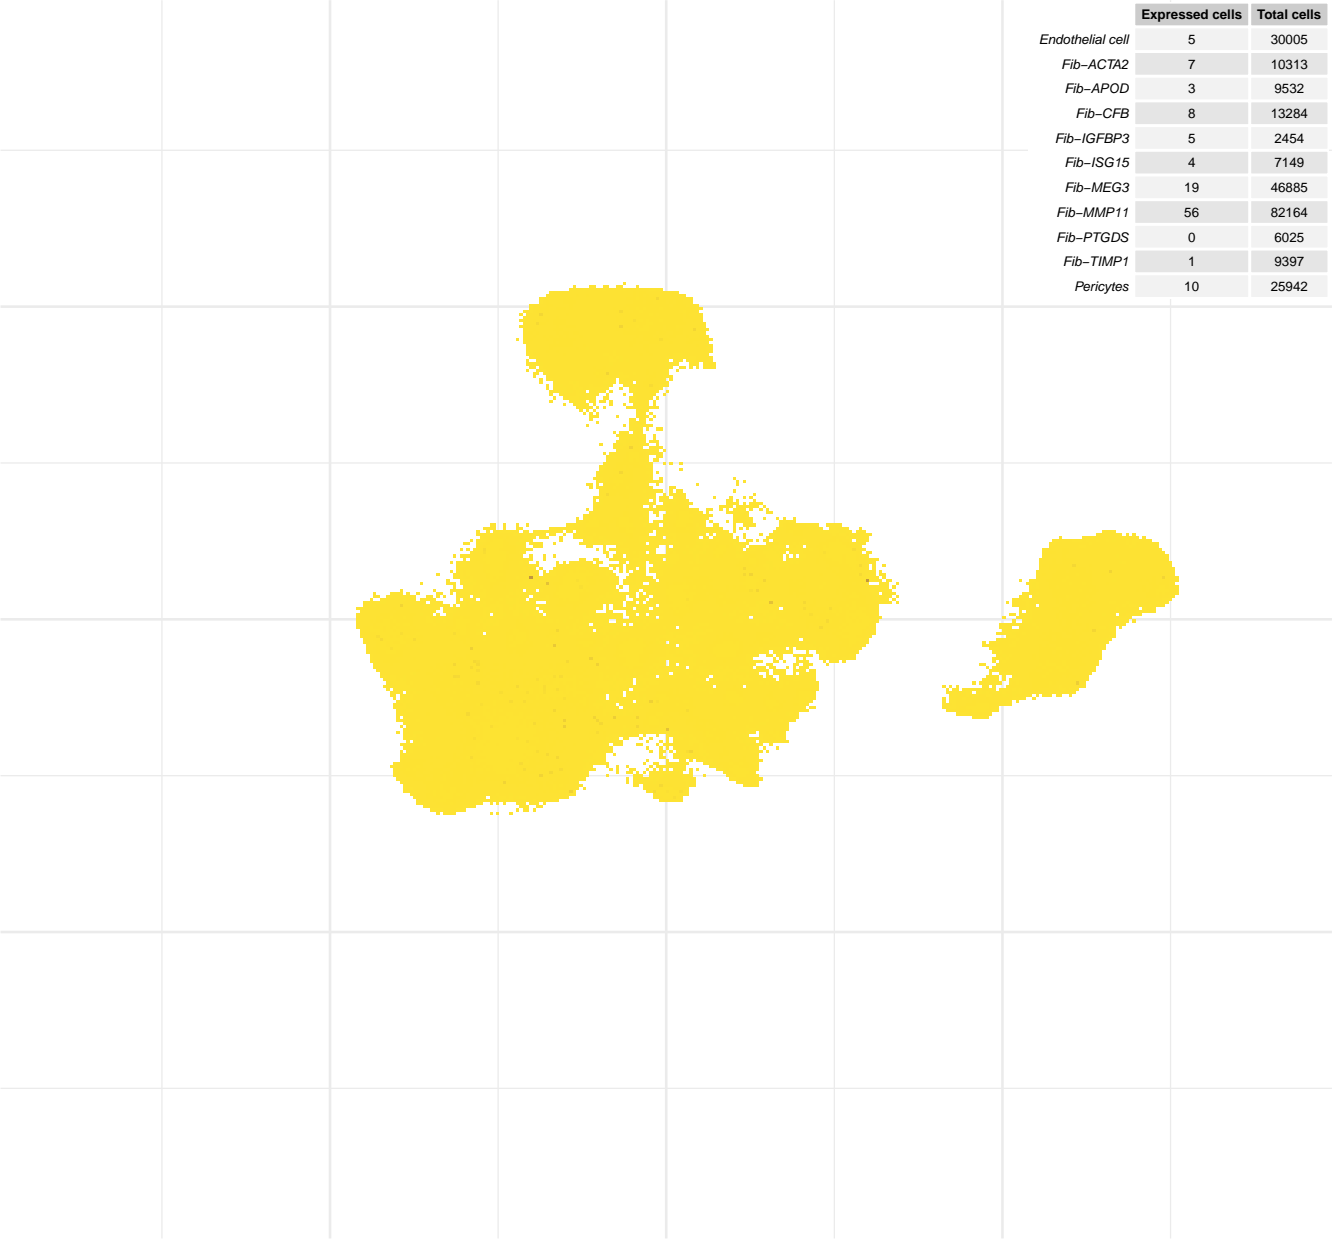 Expressed cells Total cells
Endothelial cell 5 30005
Fib−ACTA2 7 10313
Fib−APOD 3 9532
Fib−CFB 8 13284
Fib−IGFBP3 5 2454
Fib−ISG15 4 7149
Fib−MEG3 19 46885
Fib−MMP11 56 82164
Fib−PTGDS 0 6025
Fib−TIMP1 1 9397
Pericytes 10 25942